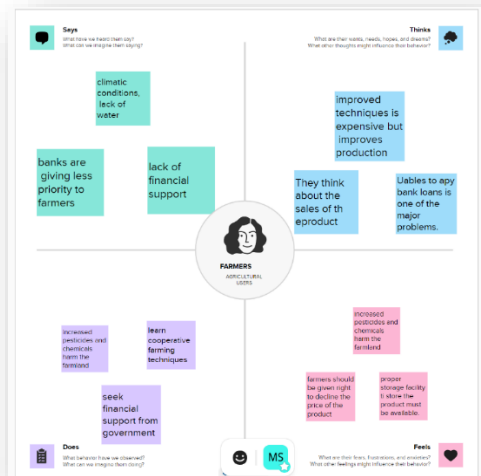 Says
What have we heard them say?
What can we imagine them saying?
Thinks
What are their wants, needs, hopes, and dreams?
What other thoughts might influence their behavior?
climatic
conditions,
lack of
water
banks are
giving less
priority to
farmers
lack of
financial
support
improved
techniques is
expensive but
improves
production
They think
about the
sales of th
eproduct
Uables to apy
bank loans is
one of the
major
problems.
FARMERS
AGRICULTURAL
USERS
increased
pesticides and
chemicals
harm the
farmland
learn
cooperative
farming
techniques
seek
financial
support from
government
increased
pesticides and
chemicals
harm the
farmland
farmers should
be given right
to decline the
price of the
product
proper
storage facility
ti store the
product must
be available.
Does
What behavior have we observed?
What can we imagine them doing?
MS
Feels
What are their fears, frustrations, and anxieties?
What other feelings might influence their behavior?